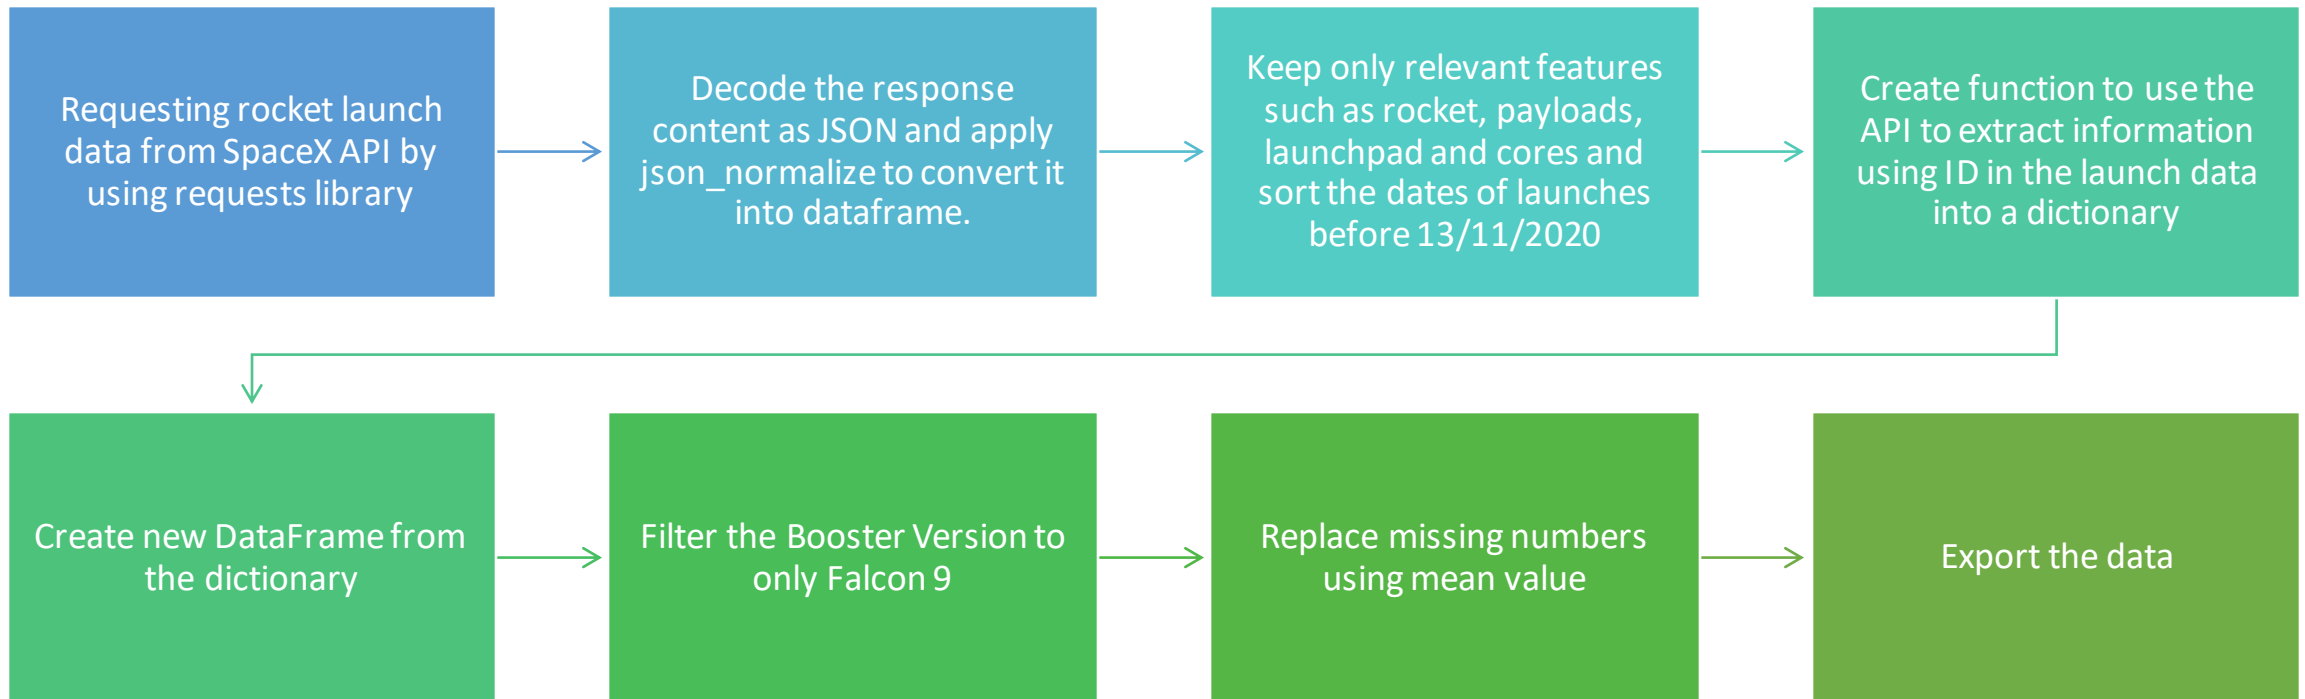 Requesting rocket launch
data from SpaceX API by
using requests library
Decode the response
content as JSON and apply
json_normalize to convert it
into dataframe.
Keep only relevant features
such as rocket, payloads,
launchpad and cores and
sort the dates of launches
before 13/11/2020
Create function to use the
API to extract information
using ID in the launch data
into a dictionary
Create new DataFrame from
the dictionary
Filter the Booster Version to
only Falcon 9
Replace missing numbers
using mean value
Export the data